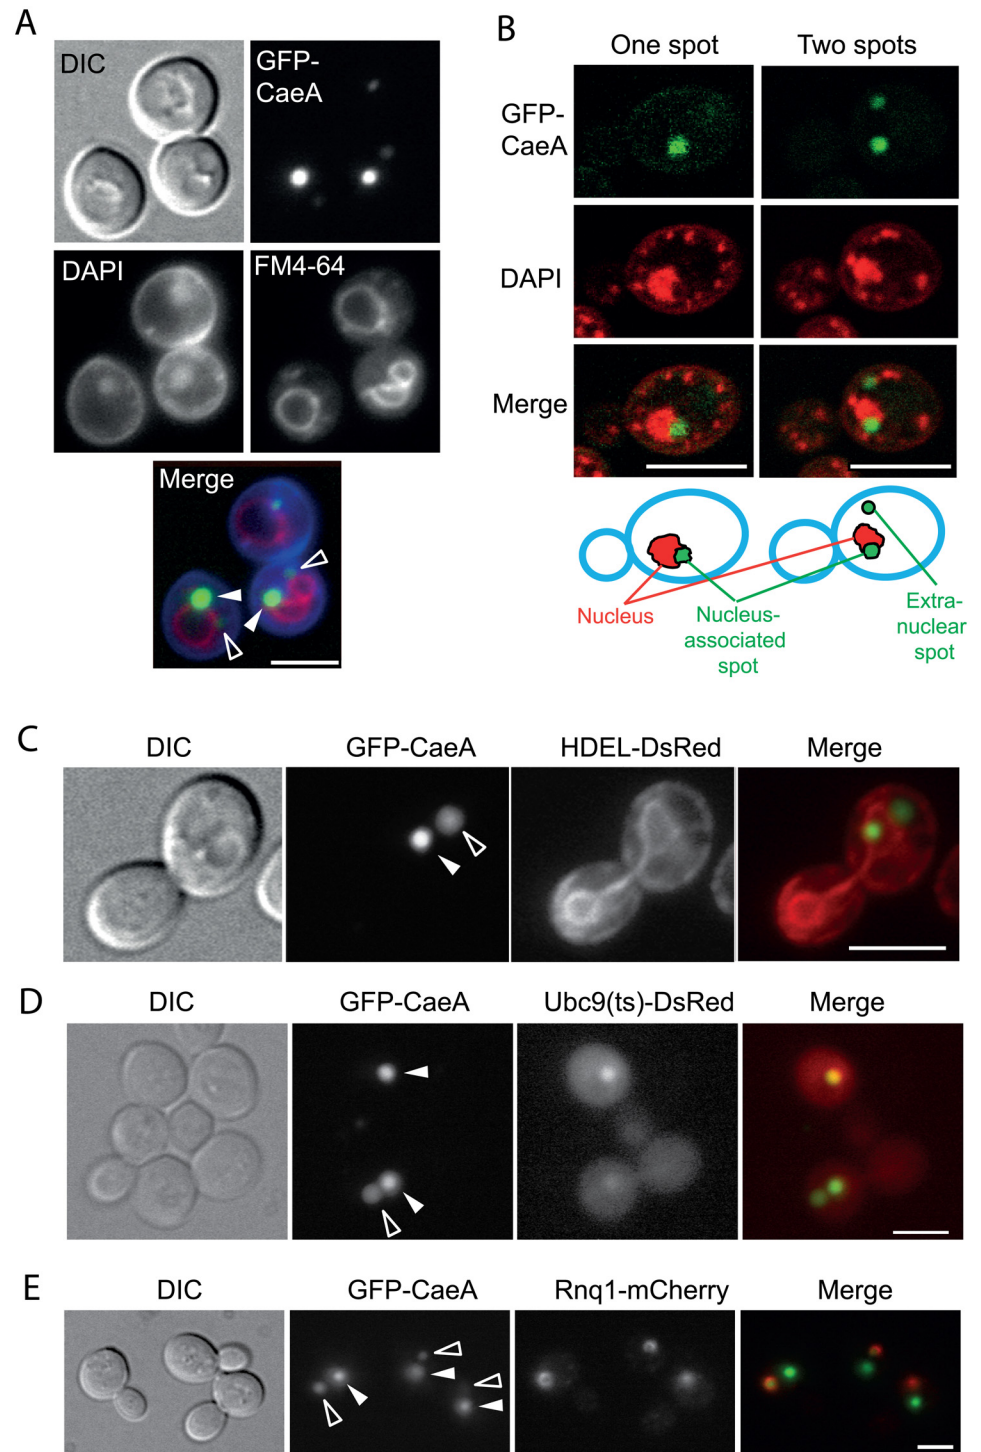 A
DIC
GFP-
CaeA
DAPI
FM4-64
Merge
B
One spot
Two spots
GFP-
CaeA
DAPI
Merge
Nucleus
Nucleus-
associated
spot
Extra-
nuclear
spot
C
DIC
GFP-CaeA
HDEL-DsRed
Merge
D
DIC
GFP-CaeA
Ubc9(ts)-DsRed
Merge
E
DIC
GFP-CaeA
Rnq1-mCherry
Merge